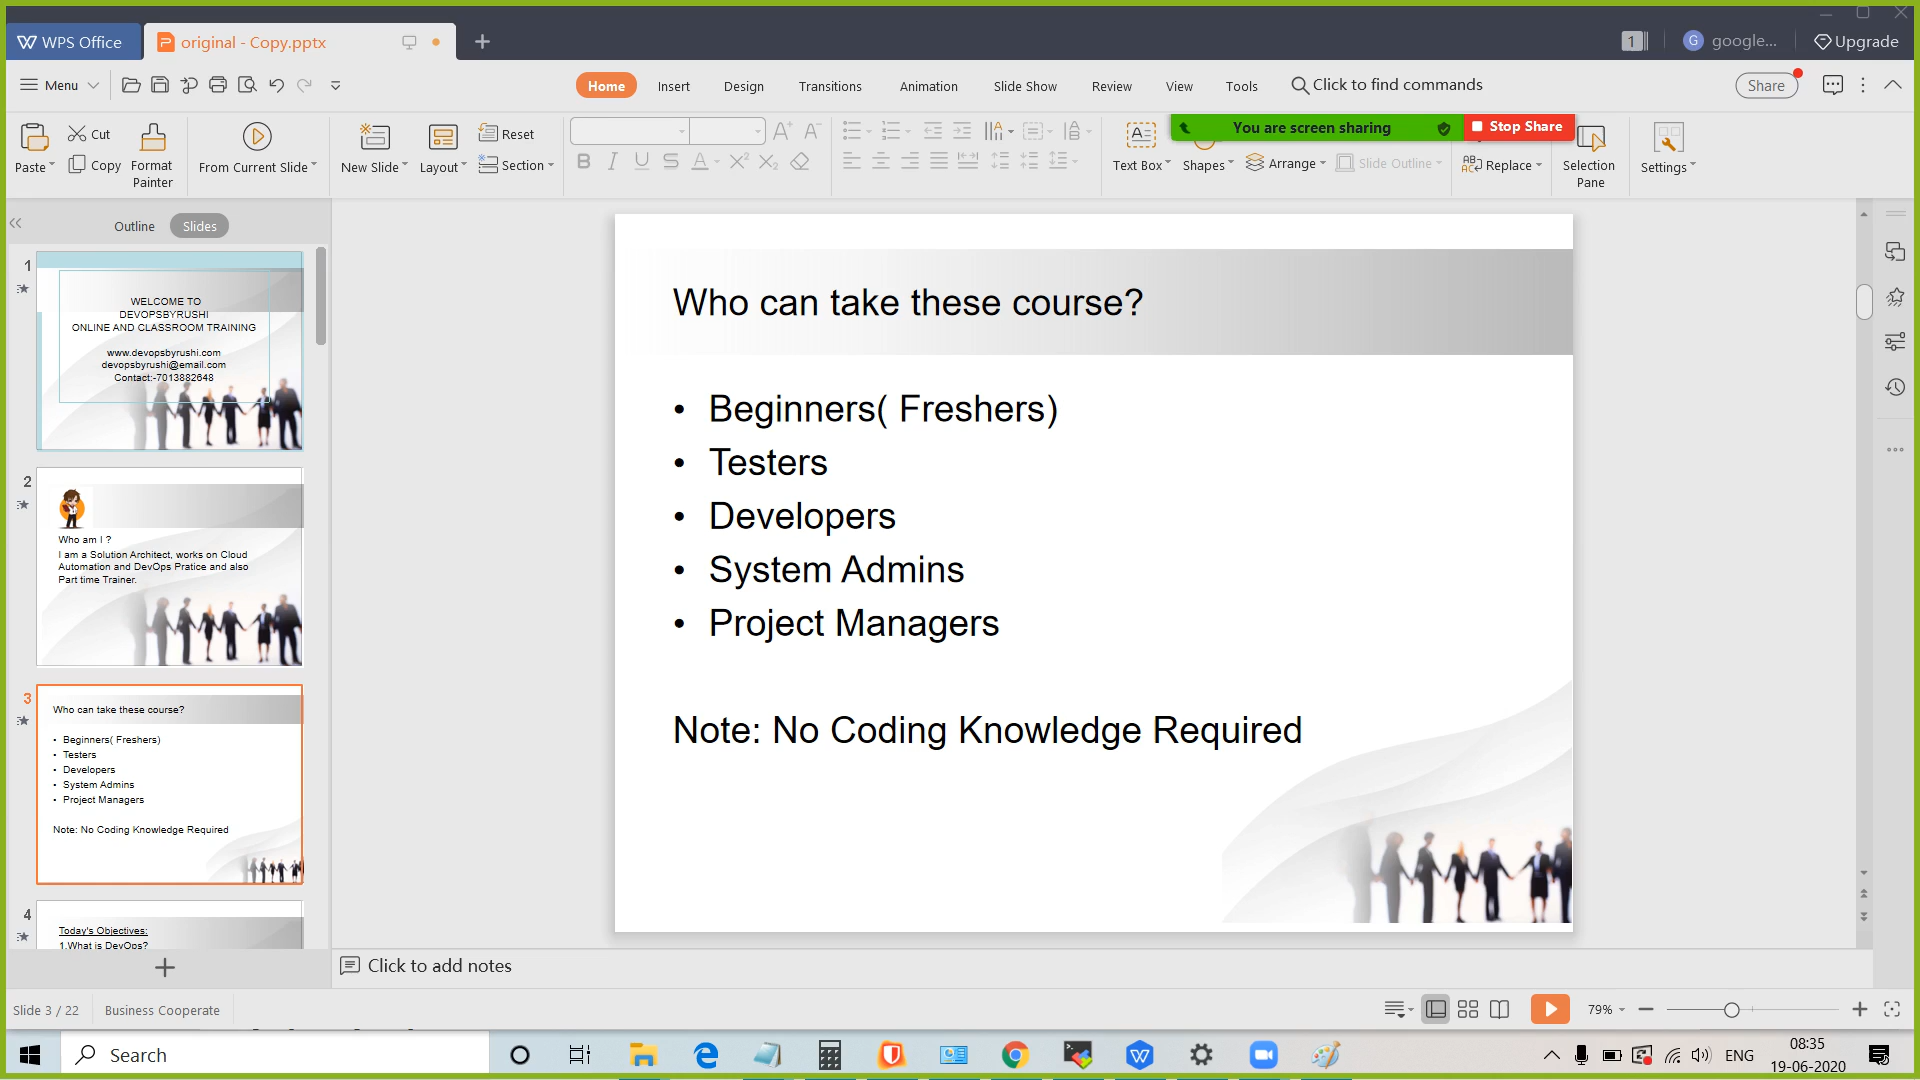 WPS Office
original - Copy.pptx
1
G google...
Upgrade
Menu
Home
Insert
Design
Transitions
Animation
Slide Show
Review
View
Tools
Click to find commands
Share
Paste
Cut
Copy
Format
Painter
From Current Slide
New Slide
Layout
Reset
Section
Text Box
Shapes
Arrange
Slide Outline
Replace
Selection
Pane
Settings
You are screen sharing
Stop Share
Outline
Slides
1
WELCOME TO
DEVOPSBYRUSHI
ONLINE AND CLASSROOM TRAINING
www.devopsbyrushi.com
devopsbyrushi@email.com
Contact:-7013882648
2
Who am I ?
I am a Solution Architect, works on Cloud
Automation and DevOps Pratice and also
Part time Trainer.
3
Who can take these course?
• Beginners( Freshers)
• Testers
• Developers
• System Admins
• Project Managers
Note: No Coding Knowledge Required
4
Today's Objectives:
1.What is DevOps?
Who can take these course?
• Beginners( Freshers)
• Testers
• Developers
• System Admins
• Project Managers
Note: No Coding Knowledge Required
Click to add notes
Slide 3 / 22
Business Cooperate
79%
Search
ENG
08:35
19-06-2020